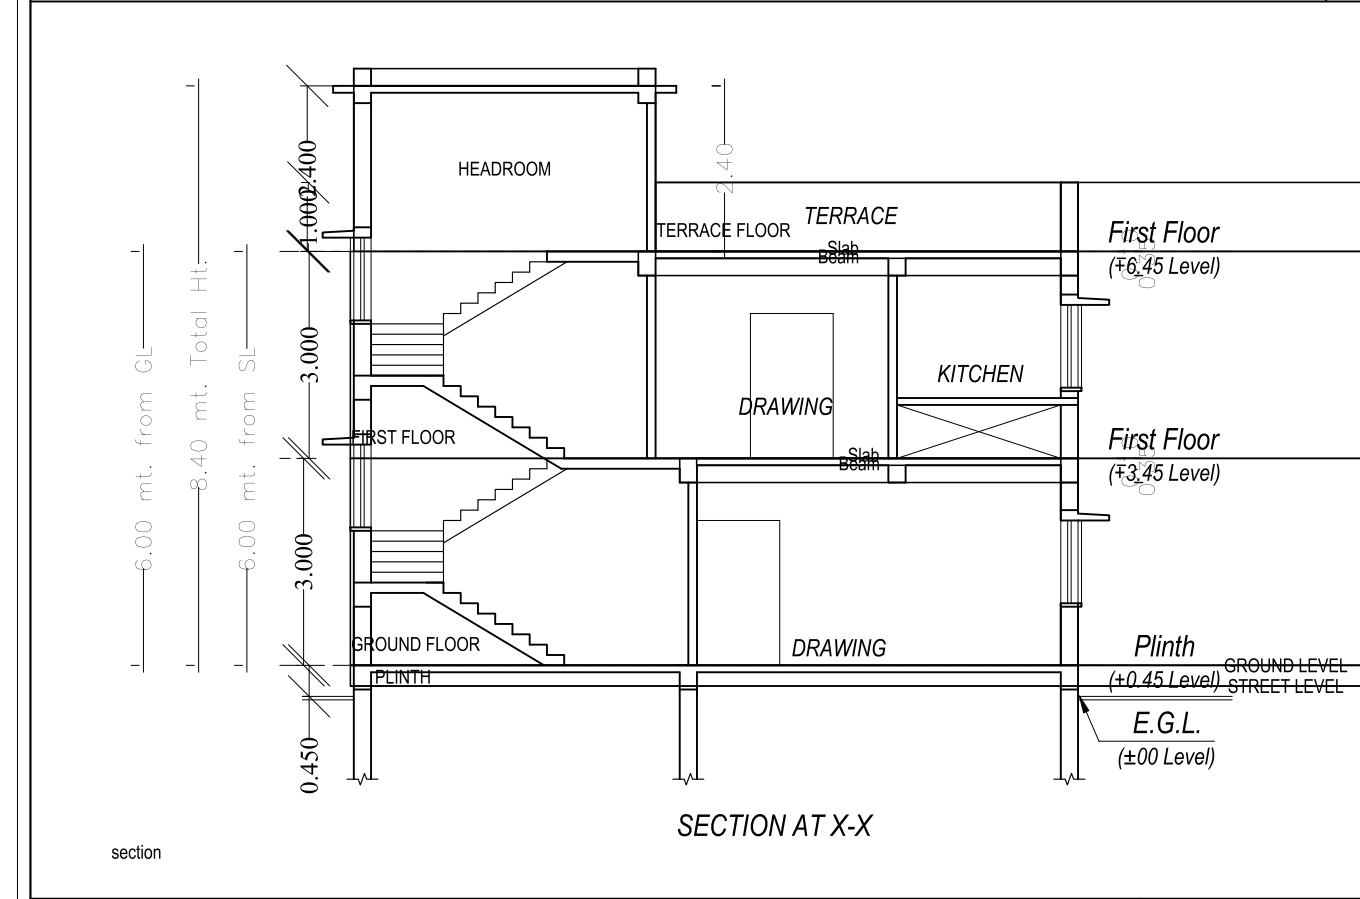 HEADROOM
2.400
1.000
2.40
TERRACE
TERRACE FLOOR
Slab
Beam
First Floor
(+6.45 Level)
6.00 mt. from GL
8.40 mt. Total Ht.
6.00 mt. from SL
3.000
KITCHEN
DRAWING
FIRST FLOOR
Slab
Beam
First Floor
(+3.45 Level)
3.000
GROUND FLOOR
DRAWING
Plinth
GROUND LEVEL
PLINTH
(+0.45 Level)
STREET LEVEL
E.G.L.
(±00 Level)
0.450
SECTION AT X-X
section